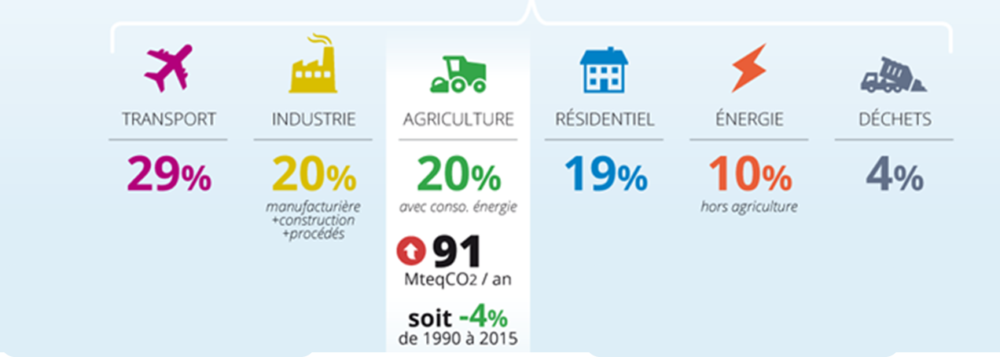 TRANSPORT
29%
INDUSTRIE
20%
manufacturière
+construction
+procédés
AGRICULTURE
20%
avec conso. énergie
91
MteqCO2 / an
soit -4%
de 1990 à 2015
RÉSIDENTIEL
19%
ÉNERGIE
10%
hors agriculture
DÉCHETS
4%